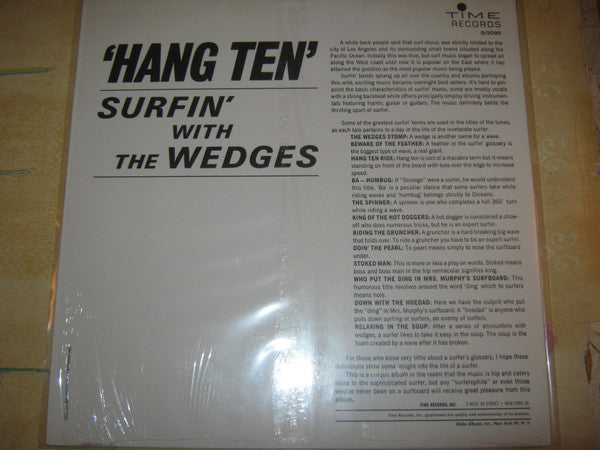 TIME
RECORDS
S/2090
'HANG TEN'
SURFIN'
WITH
THE WEDGES
A while back people said that surf music was strictly limited to the
city of Los Angeles and its surrounding small towns situated along the
Pacific Ocean. Initially this was true, but surf music began to spread all
along the West coast until now it is popular on the East where it has
attained the position as the most popular music being played.
Surfin' bands sprang up all over the country and albums portraying
this wild, exciting music became overnight best sellers. It's hard to pin-
point the basic characteristics of surfin' music, some are mostly vocals
with a strong backbeat while others principally employ driving instrumen-
tals featuring frantic guitar or guitars. The music definitely befits the
thrilling sport of surfin'.
Some of the greatest surfin' terms are used in the titles of the tunes,
as each tale pertains to a day in the life of the inveterate surfer.
THE WEDGES STOMP: A wedge is another name for a wave.
BEWARE OF THE FEATHER: A feather in the surfin' glossary is
the biggest type of wave, a real giant.
HANG TEN RIDE: Hang ten is sort of a macabre term but it means
standing on front of the board with toes over the edge to increase
speed.
BA – HUMBUG: If "Scrooge" were a surfer, he would understand
this title. 'Ba' is a peculiar stance that some surfers take while
riding waves and 'humbug' belongs strictly to Dickens.
THE SPINNER: A spinner is one who completes a full 360° turn
while riding a wave.
KING OF THE HOT DOGGERS: A hot dogger is considered a show-
off who does numerous tricks, but he is an expert surfer.
RIDING THE GRUNCHER: A gruncher is a hard breaking big wave
that folds over. To ride a gruncher you have to be an expert surfer.
DOIN' THE PEARL: To pearl means simply to nose the surfboard
under.
STOKED MAN: This is more or less a play on words. Stoked means
boss and boss man in the hip vernacular signifies king.
WHO PUT THE DING IN MRS. MURPHY'S SURFBOARD: This
humorous title revolves around the word 'ding' which to surfers
means hole.
DOWN WITH THE HOEDAD: Here we have the culprit who put
the "ding" in Mrs. Murphy's surfboard. A "hoedad" is anyone who
puts down surfing or surfers, an enemy of surfers.
RELAXING IN THE SOUP: After a series of encounters with
wedges, a surfer likes to take it easy in the soup. The soup is the
foam created by a wave after it has broken.
For those who know very little about a surfer's glossary, I hope these
definitions show some insight into the life of a surfer.
This is a unique album in the realm that the music is hip and caters
more to the sophisticated surfer, but any "surferophile" or even those
who've never been on a surfboard will receive great pleasure from this
album.
TIME RECORDS, INC. 2 WEST 45 STREET – NEW YORK 36
Time Records, Inc. guarantees the quality and workmanship of its product.
Globe Albums, Inc., New York 29, N. Y.